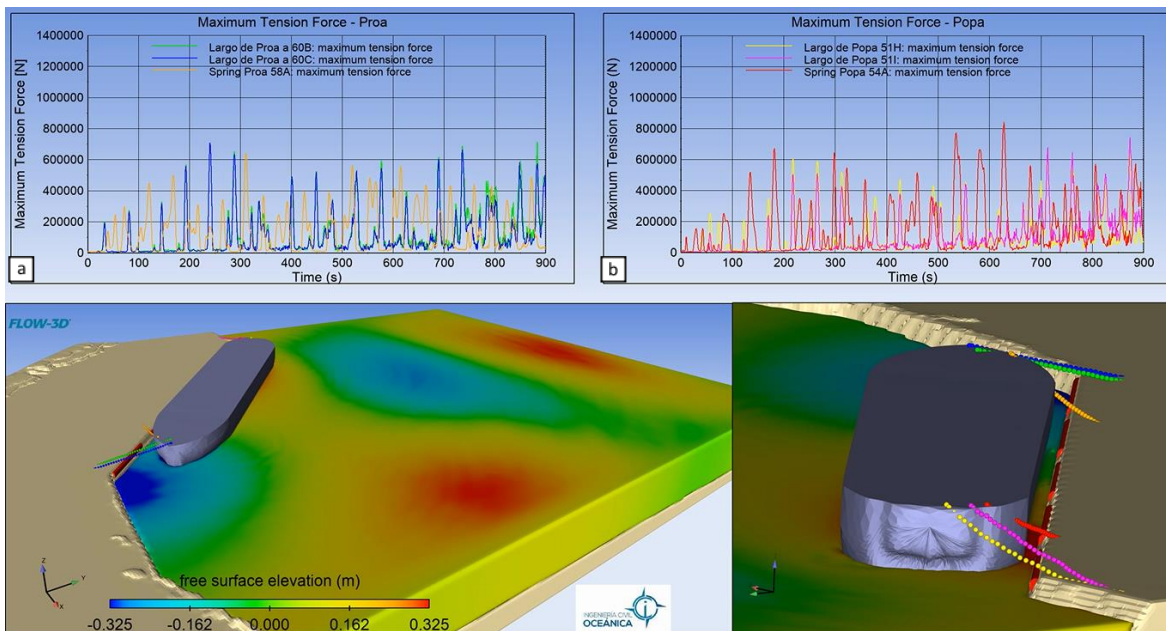 Maximum Tension Force - Proa
Maximum Tension Force [N]
1400000
1200000
1000000
800000
600000
400000
200000
0
Largo de Proa a 60B: maximum tension force
Largo de Proa a 60C: maximum tension force
Spring Proa 58A: maximum tension force
0 100 200 300 400 500 600 700 800 900
Time (s)
a
Maximum Tension Force - Popa
Maximum Tension Force (N)
1400000
1200000
1000000
800000
600000
400000
200000
0
Largo de Popa 51H: maximum tension force
Largo de Popa 51I: maximum tension force
Spring Popa 54A: maximum tension force
0 100 200 300 400 500 600 700 800 900
Time (s)
b
FLOW-3D
z
Y
X
free surface elevation (m)
-0.325 -0.162 0.000 0.162 0.325
INGENIERÍA CIVIL
OCEÁNICA